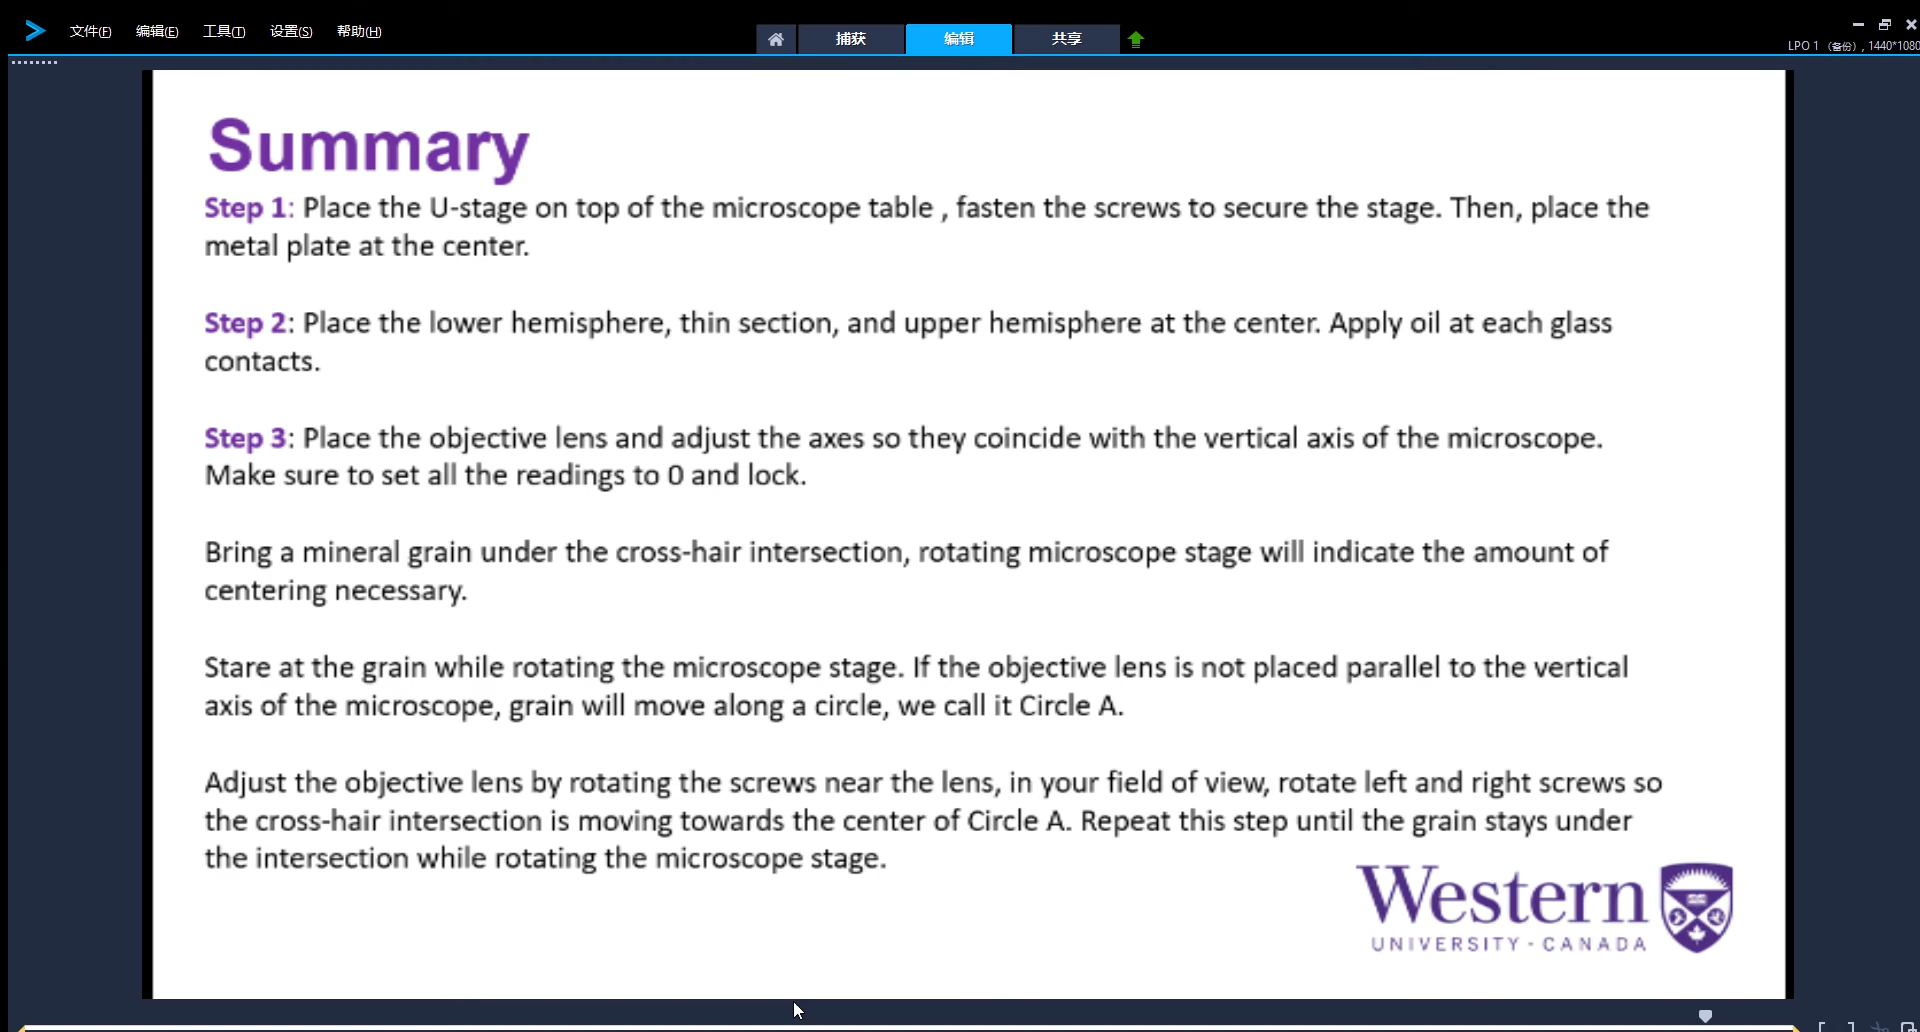 文件(F) 编辑(E) 工具(T) 设置(S) 帮助(H) 捕获 编辑 共享
LPO 1 （备份）, 1440*1080
Summary
Step 1: Place the U-stage on top of the microscope table , fasten the screws to secure the stage. Then, place the
metal plate at the center.
Step 2: Place the lower hemisphere, thin section, and upper hemisphere at the center. Apply oil at each glass
contacts.
Step 3: Place the objective lens and adjust the axes so they coincide with the vertical axis of the microscope.
Make sure to set all the readings to 0 and lock.
Bring a mineral grain under the cross-hair intersection, rotating microscope stage will indicate the amount of
centering necessary.
Stare at the grain while rotating the microscope stage. If the objective lens is not placed parallel to the vertical
axis of the microscope, grain will move along a circle, we call it Circle A.
Adjust the objective lens by rotating the screws near the lens, in your field of view, rotate left and right screws so
the cross-hair intersection is moving towards the center of Circle A. Repeat this step until the grain stays under
the intersection while rotating the microscope stage.
Western
UNIVERSITY · CANADA